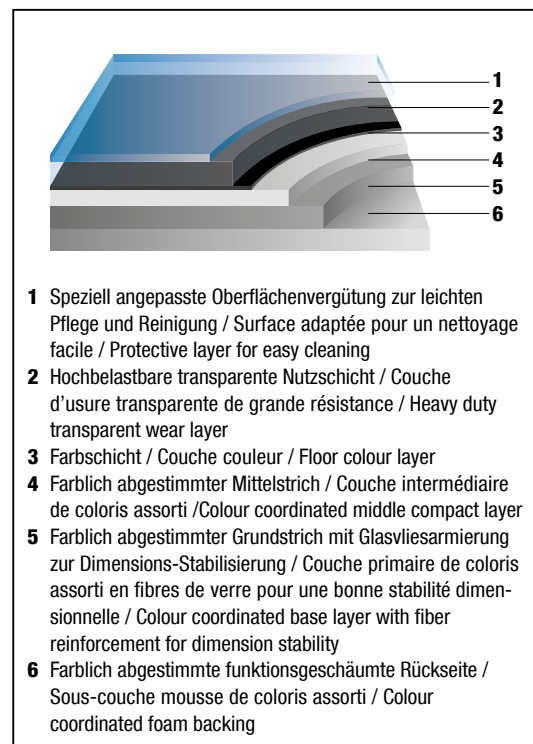 1
2
3
4
5
6
1 Speziell angepasste Oberflächenvergütung zur leichten
Pflege und Reinigung / Surface adaptée pour un nettoyage
facile / Protective layer for easy cleaning
2 Hochbelastbare transparente Nutzschicht / Couche
d’usure transparente de grande résistance / Heavy duty
transparent wear layer
3 Farbschicht / Couche couleur / Floor colour layer
4 Farblich abgestimmter Mittelstrich / Couche intermédiaire
de coloris assorti /Colour coordinated middle compact layer
5 Farblich abgestimmter Grundstrich mit Glasvliesarmierung
zur Dimensions-Stabilisierung / Couche primaire de coloris
assorti en fibres de verre pour une bonne stabilité dimen-
sionnelle / Colour coordinated base layer with fiber
reinforcement for dimension stability
6 Farblich abgestimmte funktionsgeschäumte Rückseite /
Sous-couche mousse de coloris assorti / Colour
coordinated foam backing